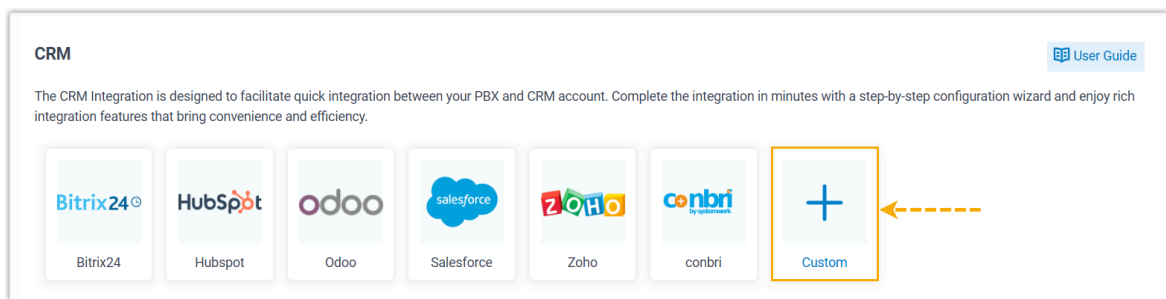 CRM
User Guide
The CRM Integration is designed to facilitate quick integration between your PBX and CRM account. Complete the integration in minutes with a step-by-step configuration wizard and enjoy rich
integration features that bring convenience and efficiency.
Bitrix24
HubSpot
odoo
salesforce
ZOHO
conbri
by systemwerk
Bitrix24
Hubspot
Odoo
Salesforce
Zoho
conbri
Custom